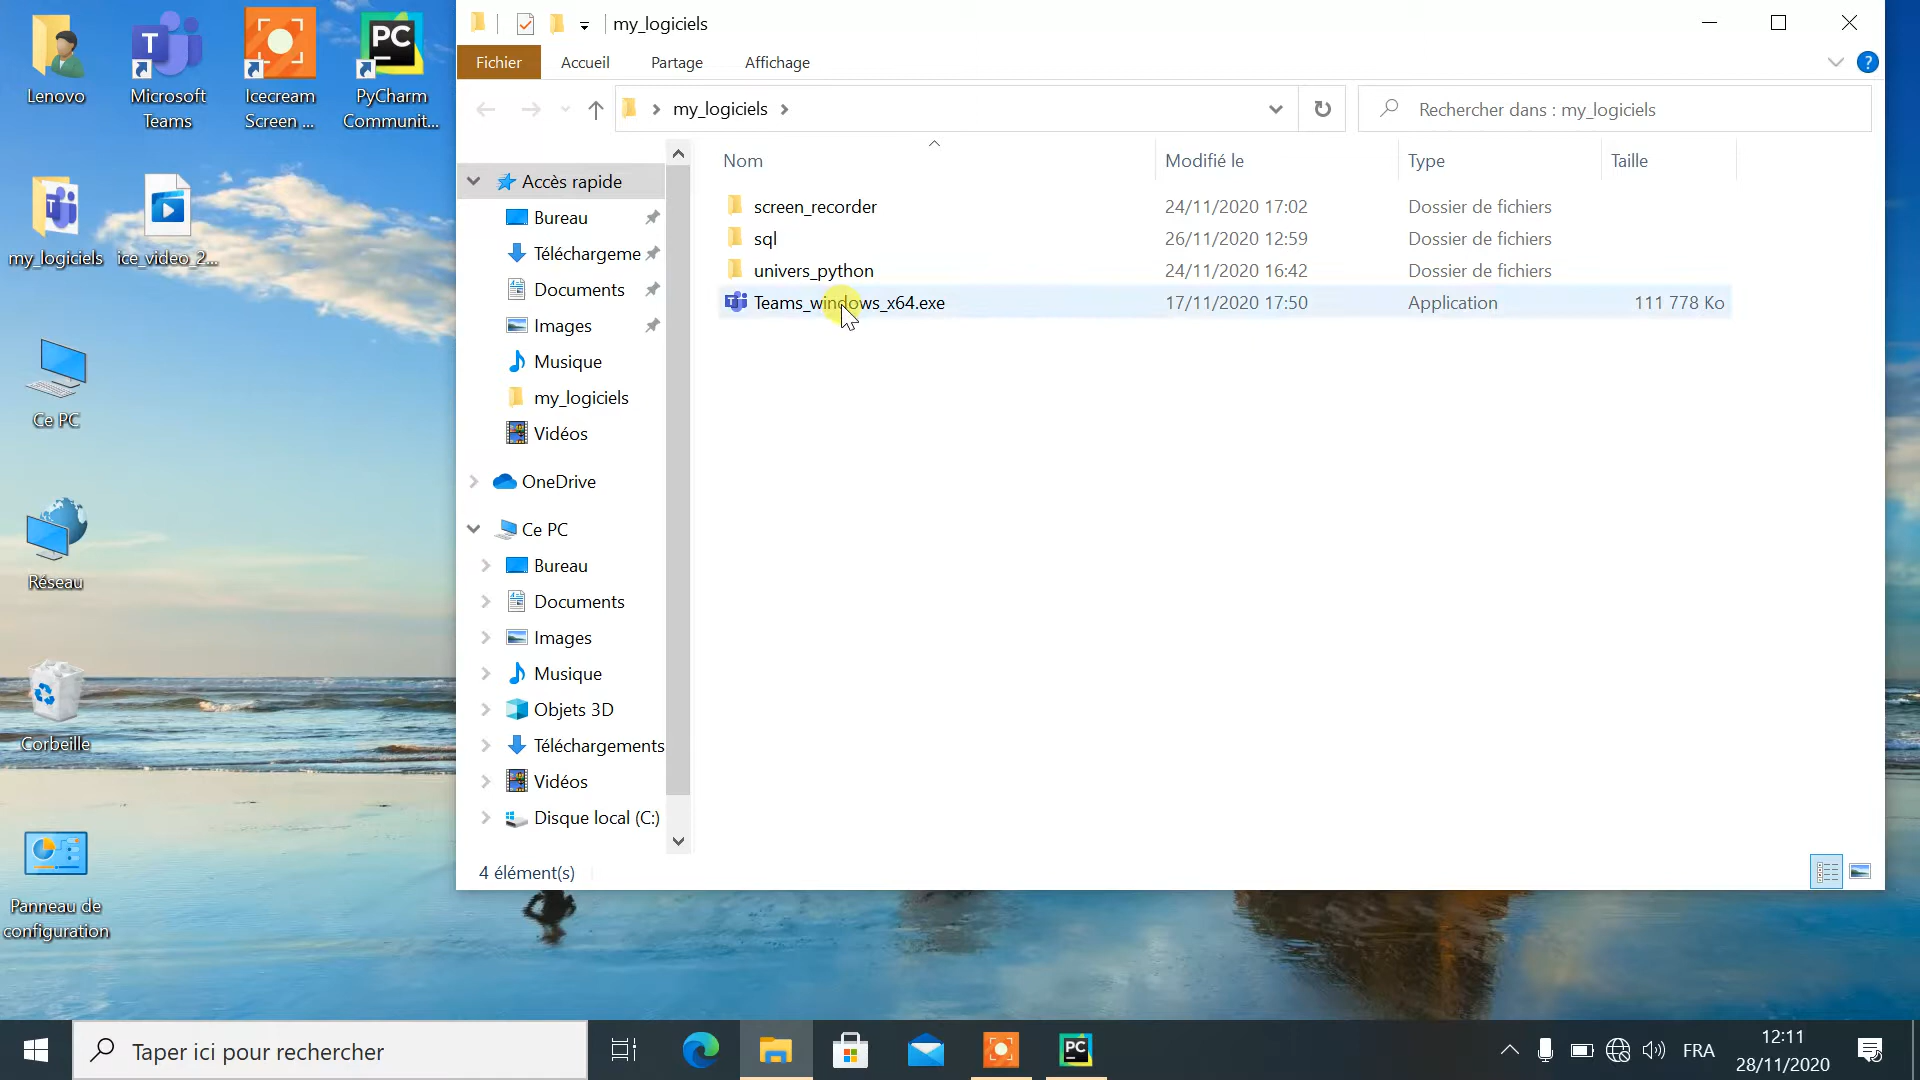 Lenovo
Microsoft
Teams
Icecream
Screen ...
PyCharm
Communit...
my_logiciels
ice_video_2...
Ce PC
Réseau
Corbeille
Panneau de
configuration
my_logiciels
Fichier Accueil Partage Affichage
my_logiciels
Rechercher dans : my_logiciels
Accès rapide
Bureau
Téléchargeme
Documents
Images
Musique
my_logiciels
Vidéos
OneDrive
Ce PC
Bureau
Documents
Images
Musique
Objets 3D
Téléchargements
Vidéos
Disque local (C:)
Nom Modifié le Type Taille
screen_recorder 24/11/2020 17:02 Dossier de fichiers
sql 26/11/2020 12:59 Dossier de fichiers
univers_python 24/11/2020 16:42 Dossier de fichiers
Teams_windows_x64.exe 17/11/2020 17:50 Application 111 778 Ko
4 élément(s)
Taper ici pour rechercher
FRA
12:11
28/11/2020